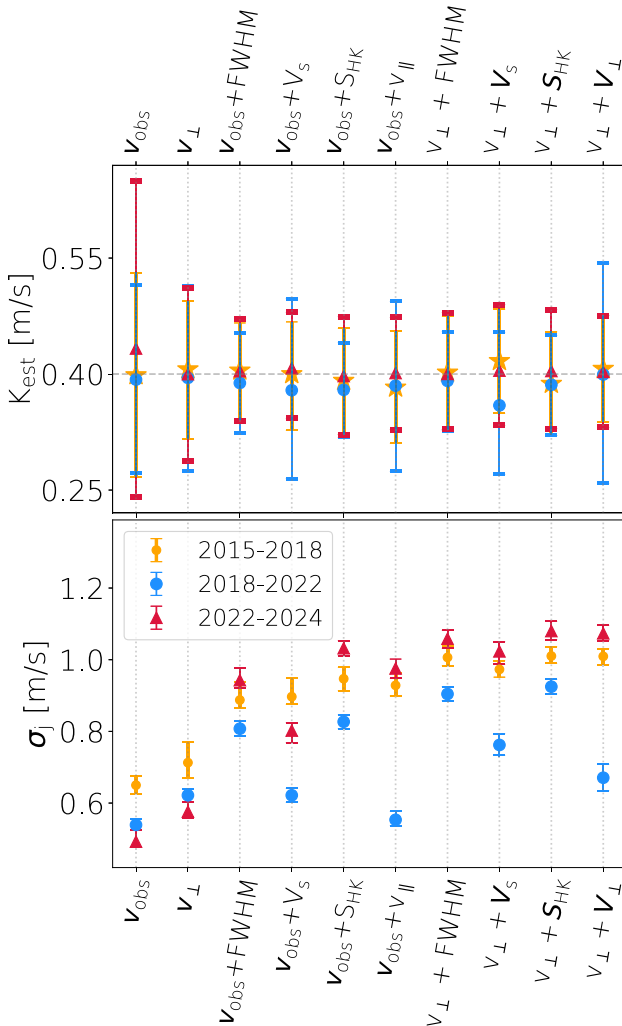 v_obs
v_⊥
v_obs+FWHM
v_obs+V_s
v_obs+S_HK
v_obs+v_||
v_⊥ + FWHM
v_⊥ + V_s
v_⊥ + S_HK
v_⊥ + V_⊥
K_est [m/s]
0.55
0.40
0.25
σ_j [m/s]
2015-2018
2018-2022
2022-2024
1.2
1.0
0.8
0.6
v_obs
v_⊥
v_obs+FWHM
v_obs+V_s
v_obs+S_HK
v_obs+v_||
v_⊥ + FWHM
v_⊥ + V_s
v_⊥ + S_HK
v_⊥ + V_⊥